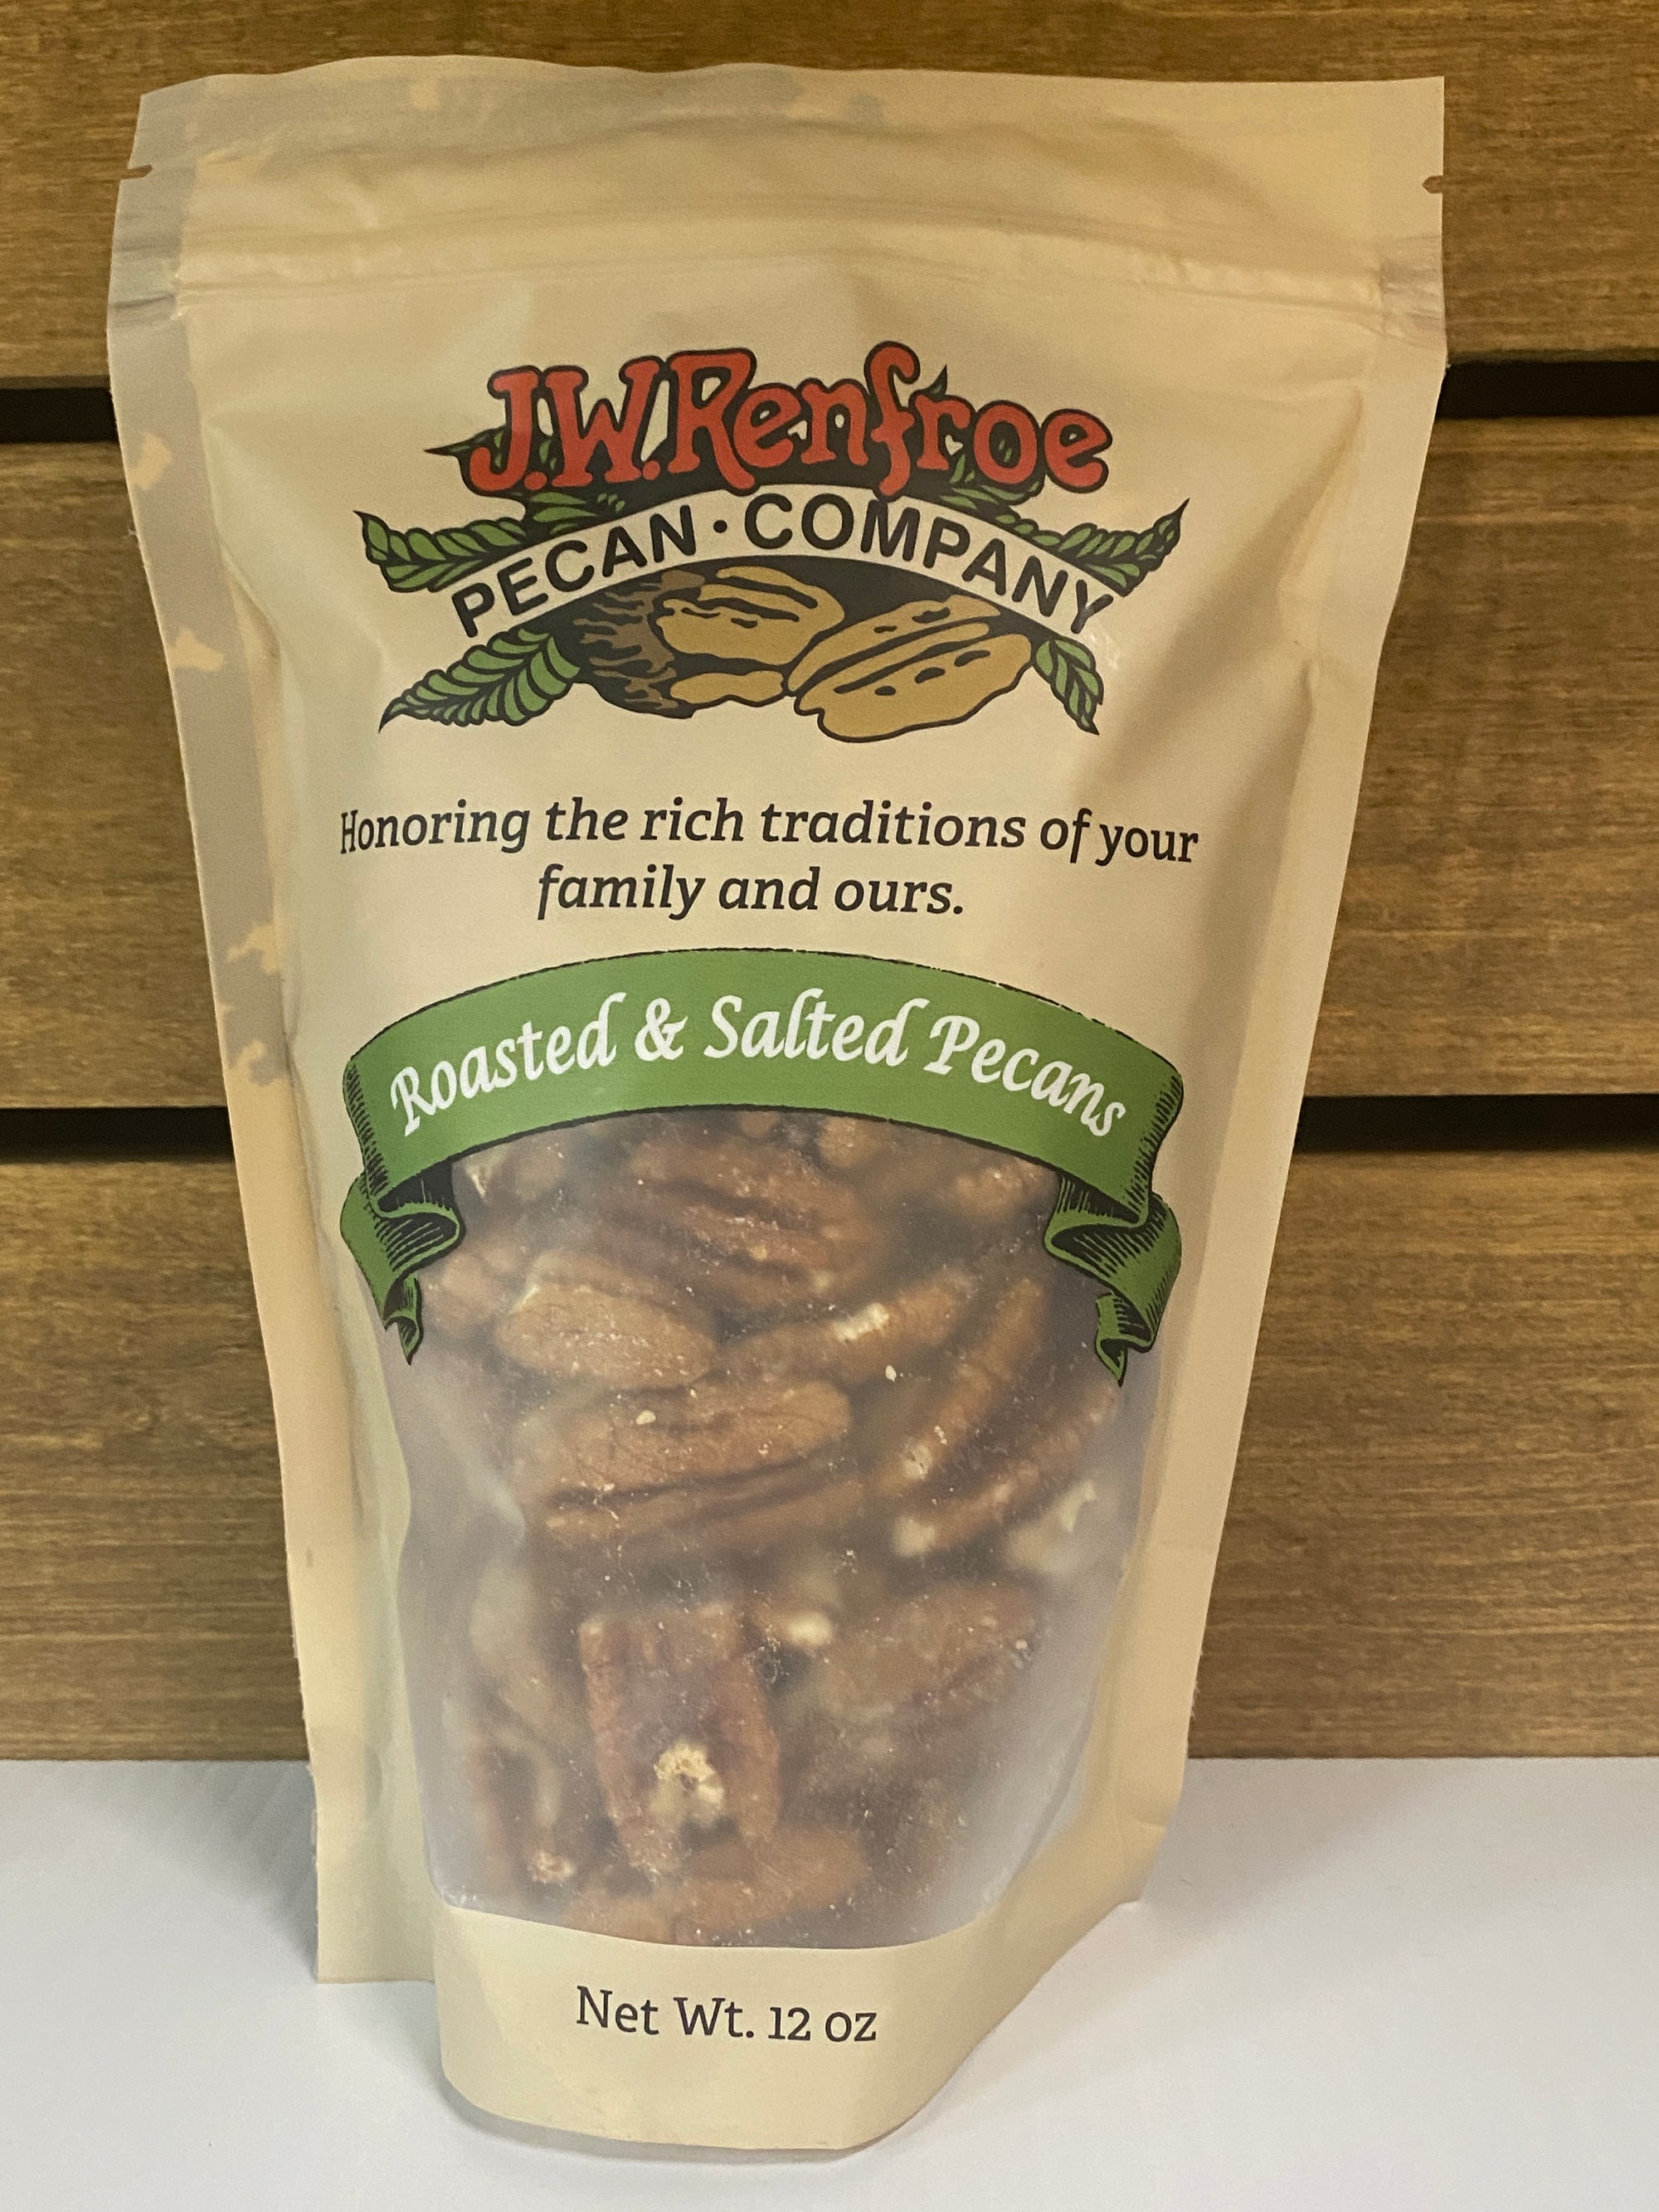 J.W. Renfroe
PECAN · COMPANY
Honoring the rich traditions of your
family and ours.
Roasted & Salted Pecans
Net Wt. 12 oz